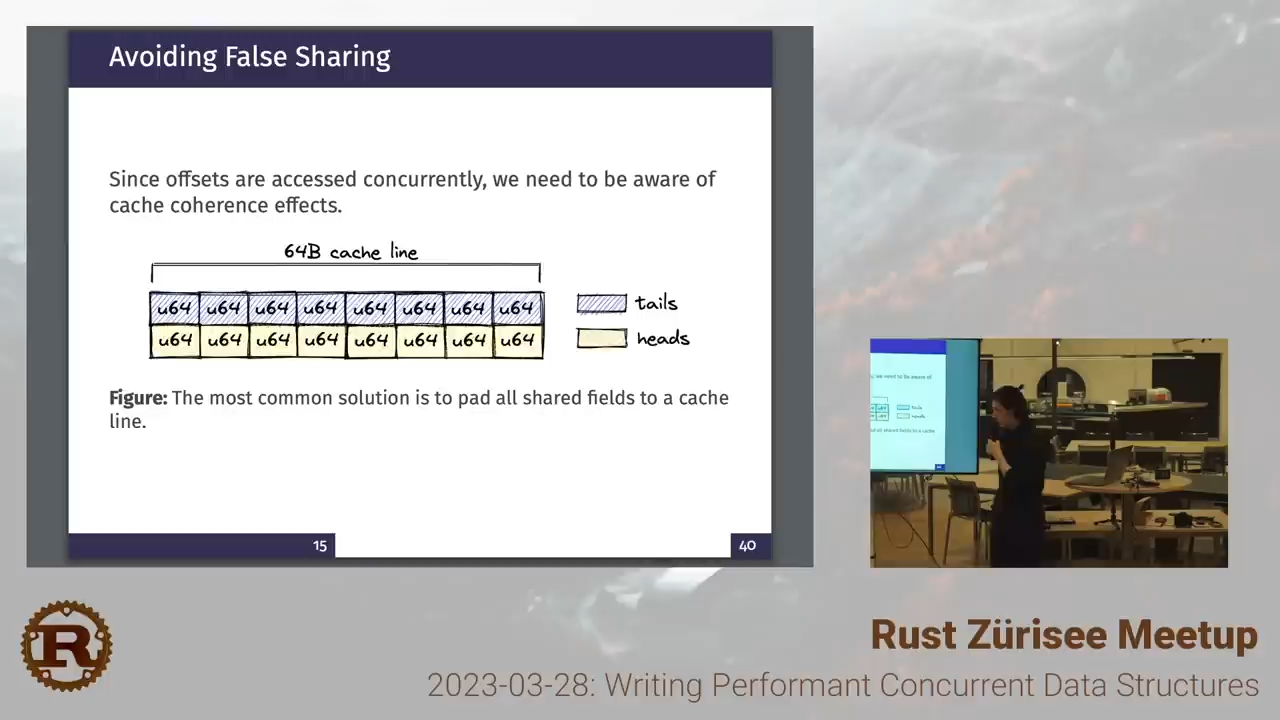 Avoiding False Sharing
Since offsets are accessed concurrently, we need to be aware of
cache coherence effects.
64B cache line
u64 u64 u64 u64 u64 u64 u64 u64
tails
u64 u64 u64 u64 u64 u64 u64 u64
heads
Figure: The most common solution is to pad all shared fields to a cache
line.
15
40
R
Rust Zürisee Meetup
2023-03-28: Writing Performant Concurrent Data Structures